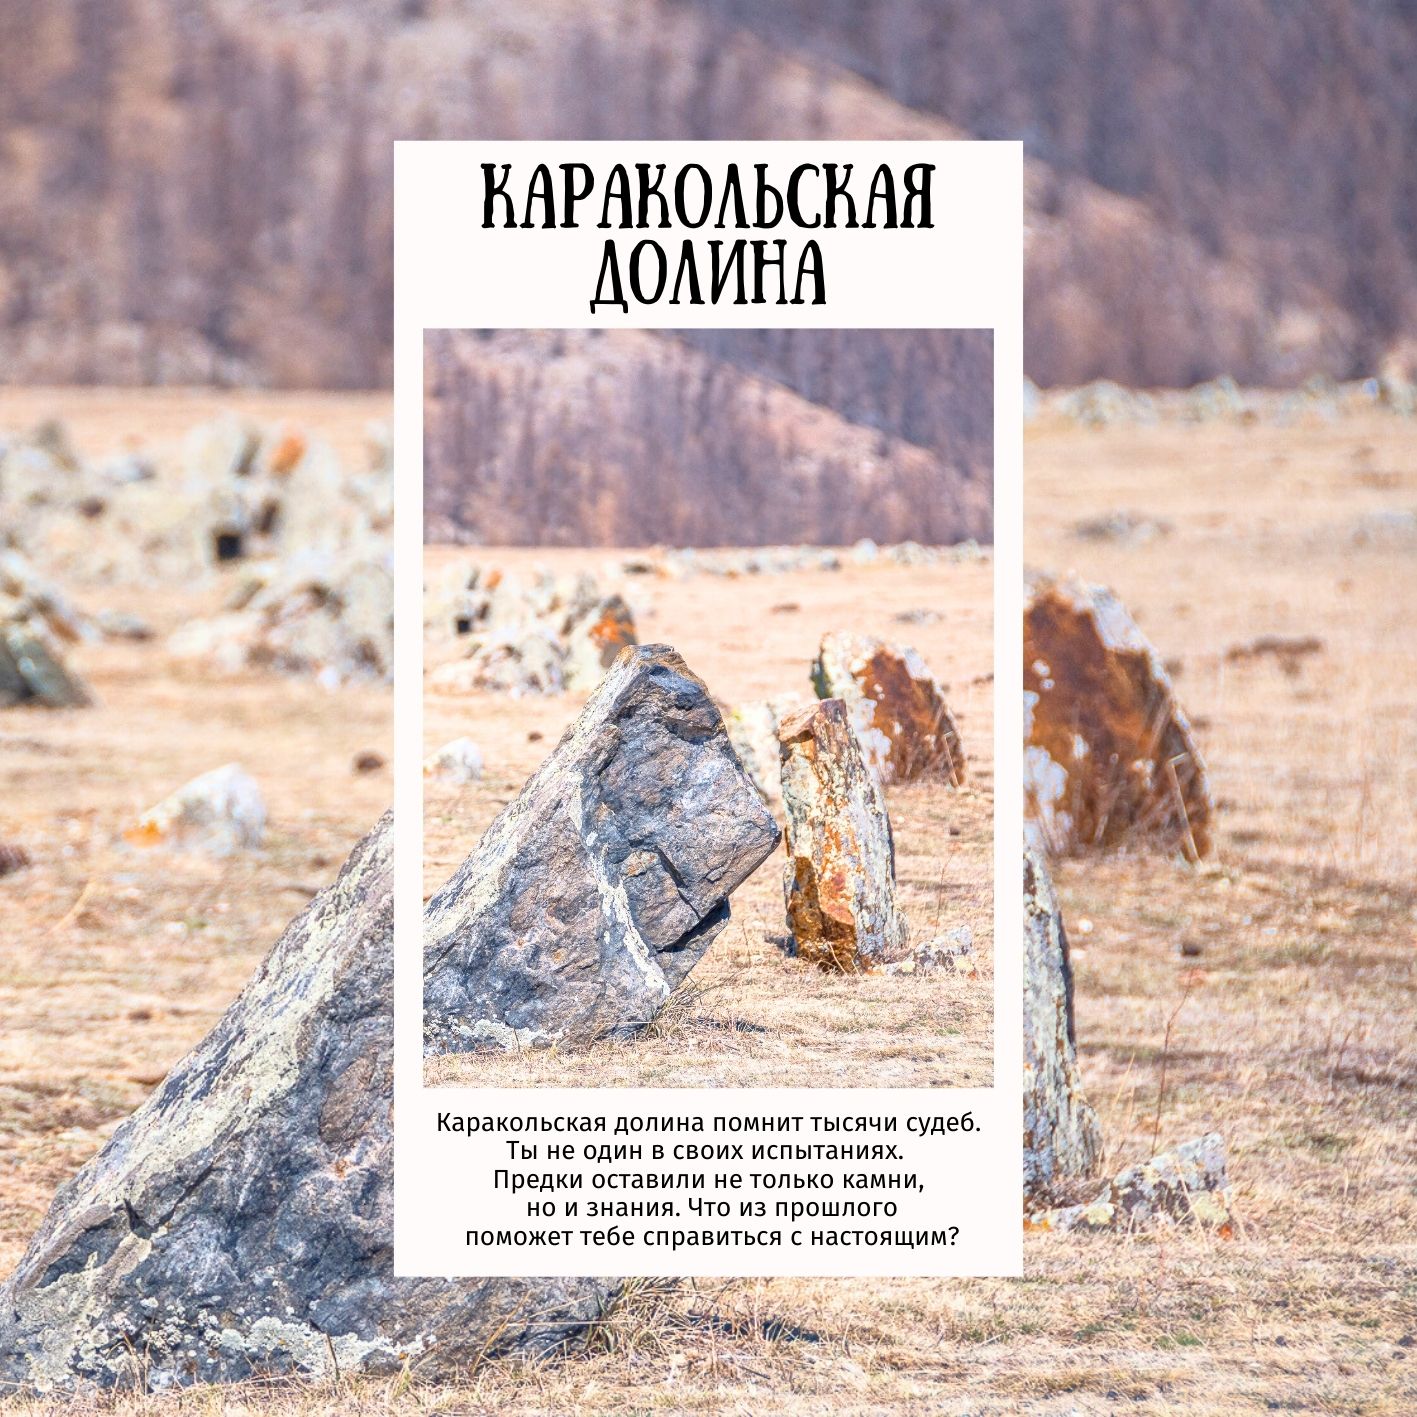 КАРАКОЛЬСКАЯ
ДОЛИНА
Каракольская долина помнит тысячи судеб.
Ты не один в своих испытаниях.
Предки оставили не только камни,
но и знания. Что из прошлого
поможет тебе справиться с настоящим?